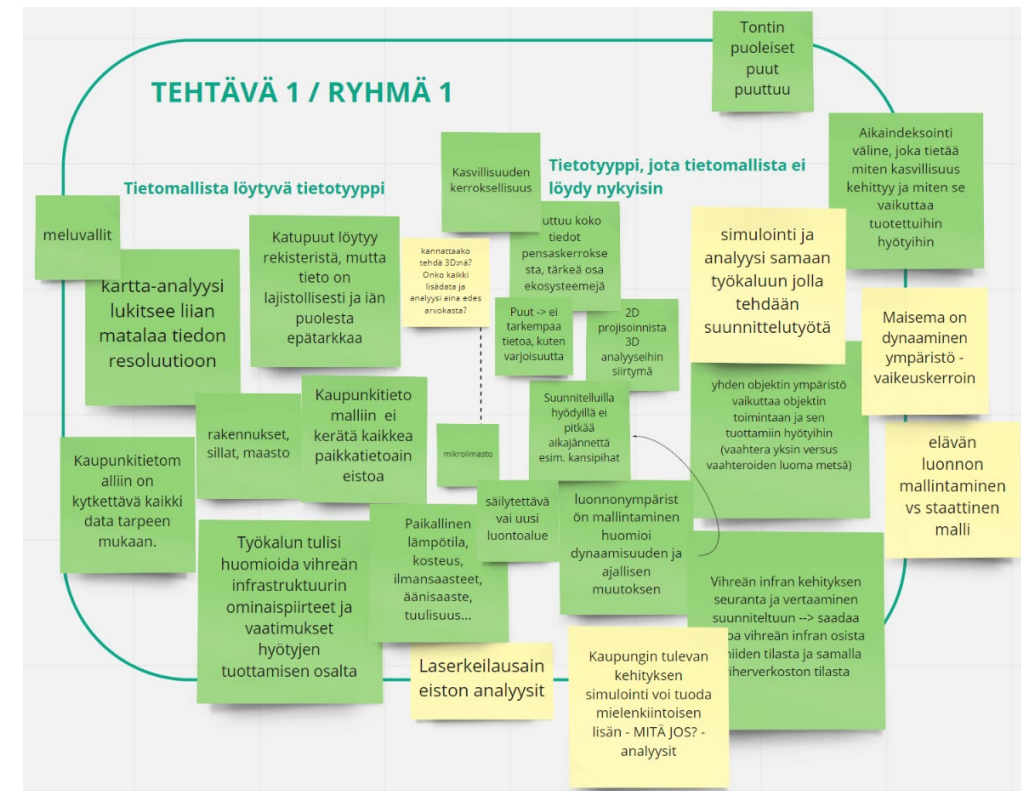 Tontin
puoleiset
puut
puuttuu
TEHTÄVÄ 1 / RYHMÄ 1
Aikaindeksointi
väline, joka tietää
miten kasvillisuus
kehittyy ja miten se
vaikuttaa
tuotettuihin
hyötyihin
Tietomallista löytyvä tietotyyppi
Kasvillisuuden
kerroksellisuus
Tietotyyppi, jota tietomallista ei
löydy nykyisin
meluvallit
kartta-analyysi
lukitsee liian
matalaa tiedon
resoluutioon
Katupuut löytyy
rekisteristä, mutta
tieto on
lajistollisesti ja iän
puolesta
epätarkkaa
kannattaako
tehdä 3D:nä?
Onko kaikki
lisädata ja
analyysi aina edes
arvokasta?
uttuu koko
tiedot
pensaskerrokse
sta, tärkeä osa
ekosysteemejä
simulointi ja
analyysi samaan
työkaluun jolla
tehdään
suunnittelutyötä
Puut -> ei
tarkempaa
tietoa, kuten
varjoisuutta
2D
projisoinnista
3D
analyyseihin
siirtymä
Maisema on
dynaaminen
ympäristö -
vaikeuskerroin
rakennukset,
sillat, maasto
Kaupunkitieto
malliin ei
kerätä kaikkea
paikkatietoain
eistoa
mikroilmasto
Suunnitelluilla
hyödyillä ei
pitkää
aikajännettä
esim. kansipihat
yhden objektin ympäristö
vaikuttaa objektin
toimintaan ja sen
tuottamiin hyötyihin
(vaahtera yksin versus
vaahteroiden luoma metsä)
elävän
luonnon
mallintaminen
vs staattinen
malli
Kaupunkitietom
alliin on
kytkettävä kaikki
data tarpeen
mukaan.
Työkalun tulisi
huomioida vihreän
infrastruktuurin
ominaispiirteet ja
vaatimukset
hyötyjen
tuottamisen osalta
Paikallinen
lämpötila,
kosteus,
ilmansaasteet,
äänisaaste,
tuulisuus...
säilytettävä
vai uusi
luontoalue
luonnonympärist
ön mallintaminen
huomioi
dynaamisuuden ja
ajallisen
muutoksen
Vihreän infran kehityksen
seuranta ja vertaaminen
suunniteltuun --> saadaa
oa vihreän infran osista
niiden tilasta ja samalla
iherverkoston tilasta
Laserkeilausain
eiston analyysit
Kaupungin tulevan
kehityksen
simulointi voi tuoda
mielenkiintoisen
lisän - MITÄ JOS? -
analyysit